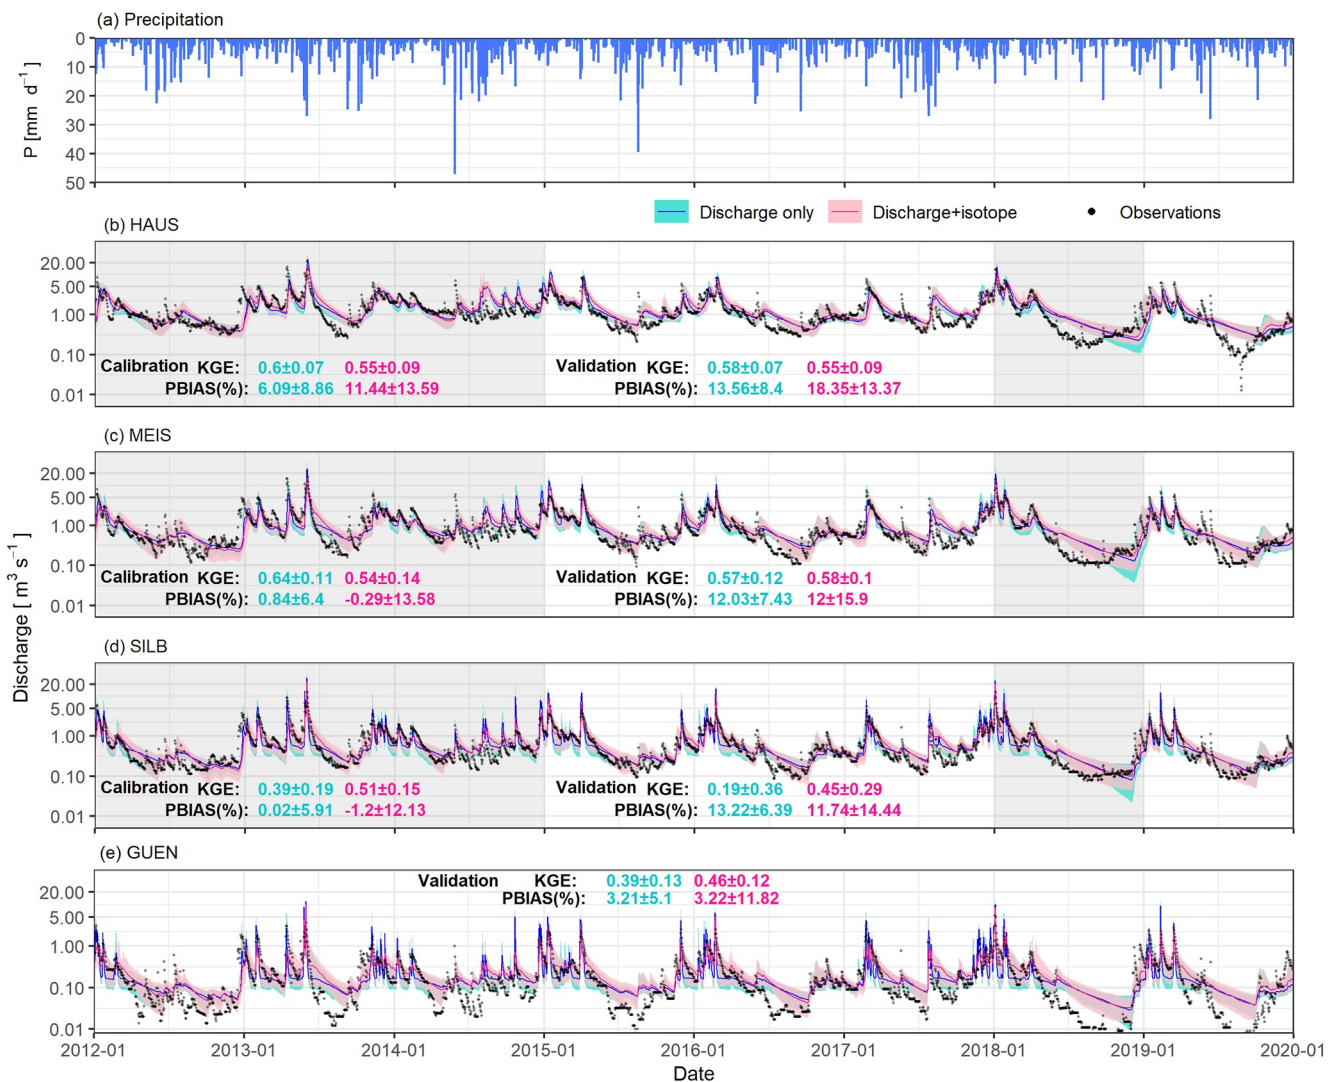 (a) Precipitation
P [mm d⁻¹]
0
10
20
30
40
50
Discharge only Discharge+isotope Observations
Discharge [ m³ s⁻¹ ]
(b) HAUS
20.00
5.00
1.00
0.10
0.01
Calibration KGE: 0.6±0.07 0.55±0.09 Validation KGE: 0.58±0.07 0.55±0.09
PBIAS(%): 6.09±8.86 11.44±13.59 PBIAS(%): 13.56±8.4 18.35±13.37
(c) MEIS
20.00
5.00
1.00
0.10
0.01
Calibration KGE: 0.64±0.11 0.54±0.14 Validation KGE: 0.57±0.12 0.58±0.1
PBIAS(%): 0.84±6.4 -0.29±13.58 PBIAS(%): 12.03±7.43 12±15.9
(d) SILB
20.00
5.00
1.00
0.10
0.01
Calibration KGE: 0.39±0.19 0.51±0.15 Validation KGE: 0.19±0.36 0.45±0.29
PBIAS(%): 0.02±5.91 -1.2±12.13 PBIAS(%): 13.22±6.39 11.74±14.44
(e) GUEN
Validation KGE: 0.39±0.13 0.46±0.12
PBIAS(%): 3.21±5.1 3.22±11.82
20.00
5.00
1.00
0.10
0.01
2012-01 2013-01 2014-01 2015-01 2016-01 2017-01 2018-01 2019-01 2020-01
Date